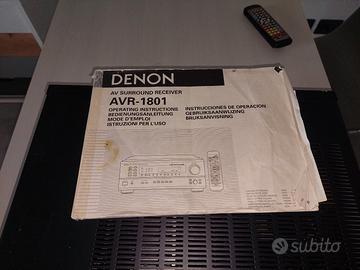 DENON
AV SURROUND RECEIVER
AVR-1801
OPERATING INSTRUCTIONS
BEDIENUNGSANLEITUNG
MODE D'EMPLOI
ISTRUZIONI PER L'USO
INSTRUCCIONES DE OPERACION
GEBRUIKSAANWIJZING
BRUKSANVISNING
subito